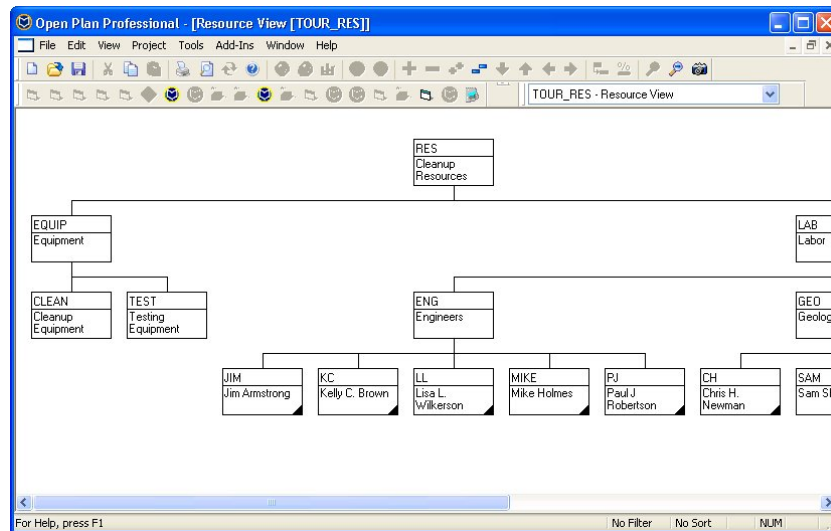 Open Plan Professional - [Resource View [TOUR_RES]]
File Edit View Project Tools Add-Ins Window Help
TOUR_RES - Resource View
RES
Cleanup
Resources
EQUIP
Equipment
LAB
Labor
CLEAN
Cleanup
Equipment
TEST
Testing
Equipment
ENG
Engineers
GEO
Geolog
JIM
Jim Armstrong
KC
Kelly C. Brown
LL
Lisa L.
Wilkerson
MIKE
Mike Holmes
PJ
Paul J
Robertson
CH
Chris H.
Newman
SAM
Sam
For Help, press F1
No Filter No Sort NUM